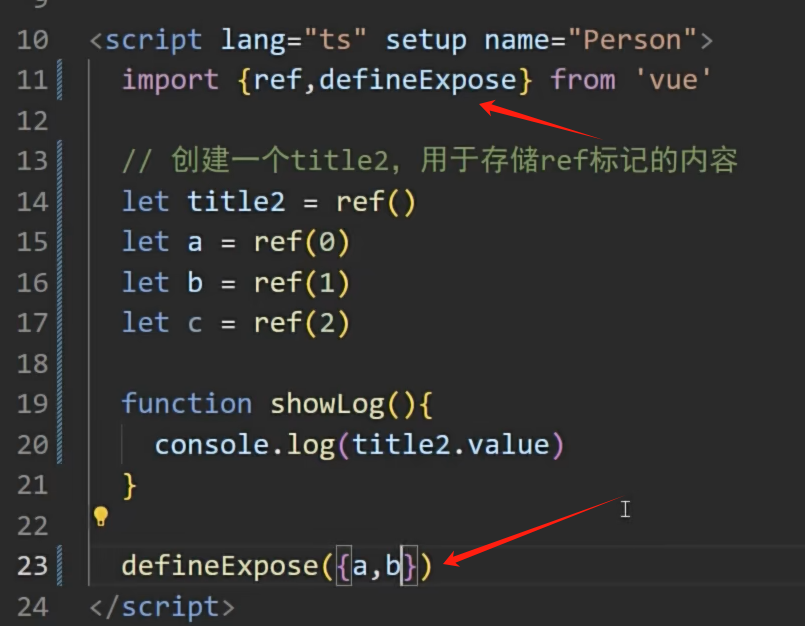 9
10 <script lang="ts" setup name="Person">
11 import {ref,defineExpose} from 'vue'
12
13 // 创建一个title2，用于存储ref标记的内容
14 let title2 = ref()
15 let a = ref(0)
16 let b = ref(1)
17 let c = ref(2)
18
19 function showLog(){
20 console.log(title2.value)
21 }
22
23 defineExpose({a,b})
24 </script>